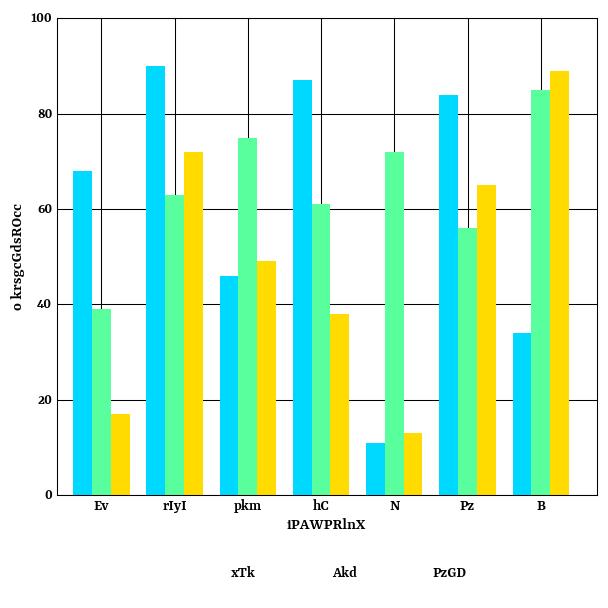 100
80
60
40
20
0
o krsgcGdsROcc
Ev rIyI pkm hC N Pz B
iPAWPRlnX
xTk Akd PzGD